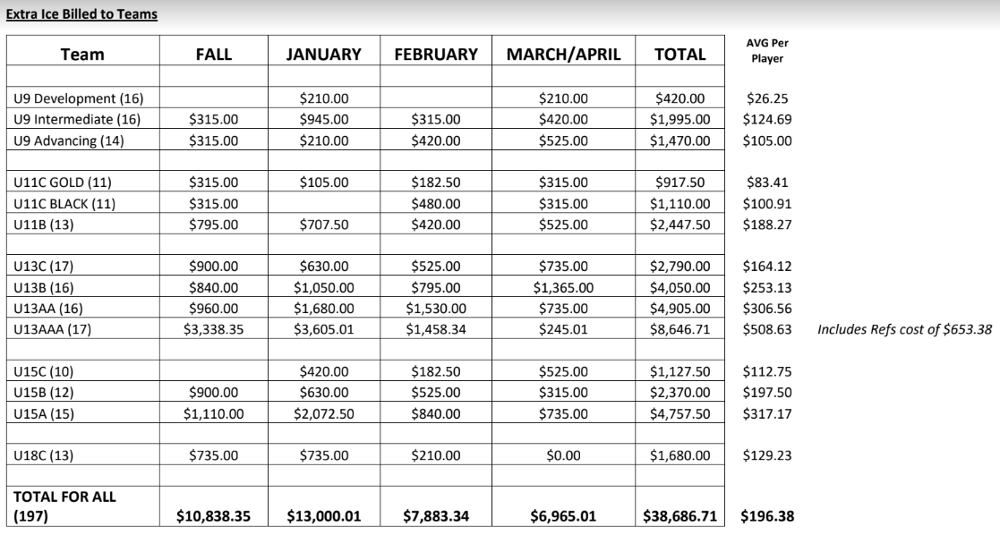 Extra Ice Billed to Teams
Team FALL JANUARY FEBRUARY MARCH/APRIL TOTAL AVG Per Player
U9 Development (16) $210.00 $210.00 $420.00 $26.25
U9 Intermediate (16) $315.00 $945.00 $315.00 $420.00 $1,995.00 $124.69
U9 Advancing (14) $315.00 $210.00 $420.00 $525.00 $1,470.00 $105.00
U11C GOLD (11) $315.00 $105.00 $182.50 $315.00 $917.50 $83.41
U11C BLACK (11) $315.00 $480.00 $315.00 $1,110.00 $100.91
U11B (13) $795.00 $707.50 $420.00 $525.00 $2,447.50 $188.27
U13C (17) $900.00 $630.00 $525.00 $735.00 $2,790.00 $164.12
U13B (16) $840.00 $1,050.00 $795.00 $1,365.00 $4,050.00 $253.13
U13AA (16) $960.00 $1,680.00 $1,530.00 $735.00 $4,905.00 $306.56
U13AAA (17) $3,338.35 $3,605.01 $1,458.34 $245.01 $8,646.71 $508.63 Includes Refs cost of $653.38
U15C (10) $420.00 $182.50 $525.00 $1,127.50 $112.75
U15B (12) $900.00 $630.00 $525.00 $315.00 $2,370.00 $197.50
U15A (15) $1,110.00 $2,072.50 $840.00 $735.00 $4,757.50 $317.17
U18C (13) $735.00 $735.00 $210.00 $0.00 $1,680.00 $129.23
TOTAL FOR ALL
(197) $10,838.35 $13,000.01 $7,883.34 $6,965.01 $38,686.71 $196.38